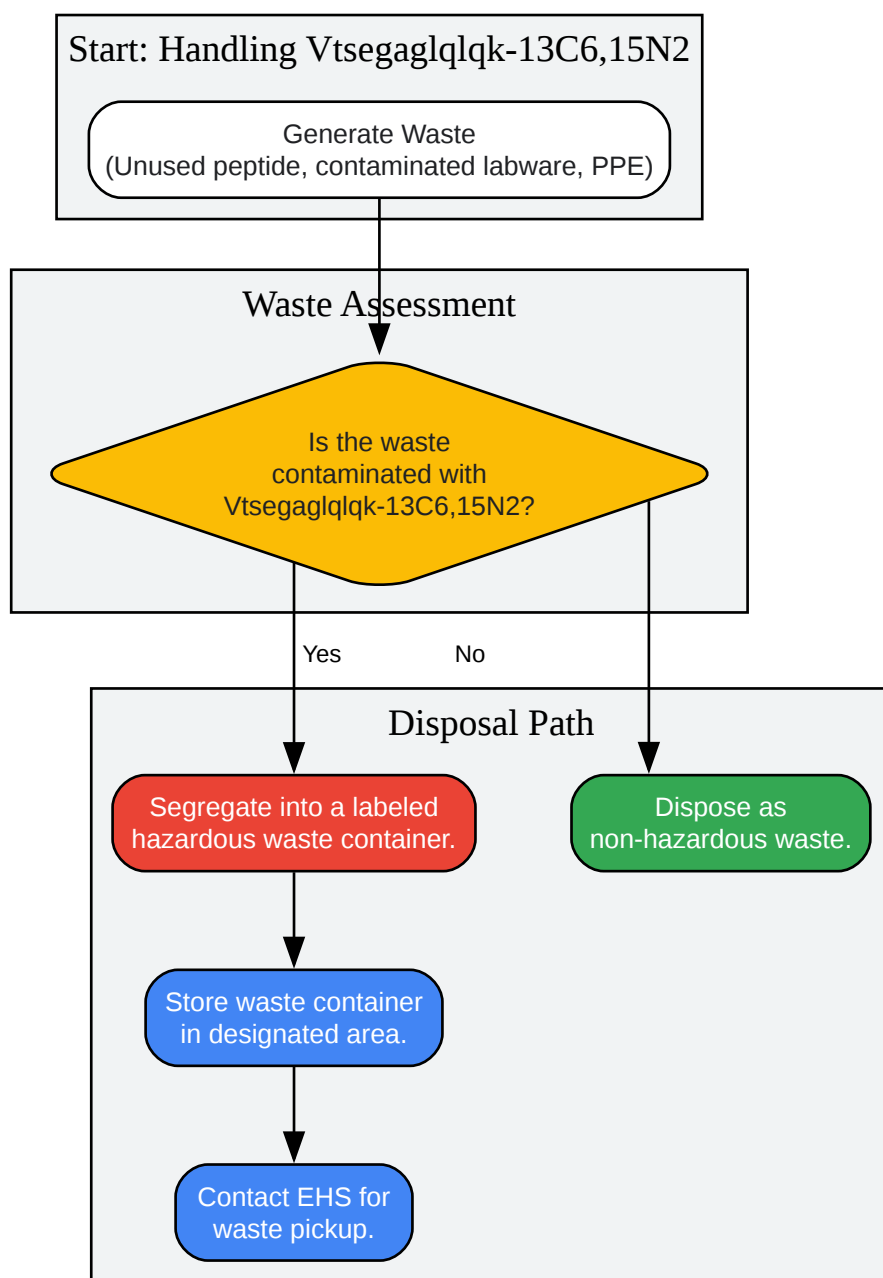 Start: Handling Vtsegaglqlqk-13C6,15N2
Generate Waste
(Unused peptide, contaminated labware, PPE)
Waste Assessment
Is the waste
contaminated with
Vtsegaglqlqk-13C6,15N2?
Yes
No
Disposal Path
Segregate into a labeled
hazardous waste container.
Dispose as
non-hazardous waste.
Store waste container
in designated area.
Contact EHS for
waste pickup.